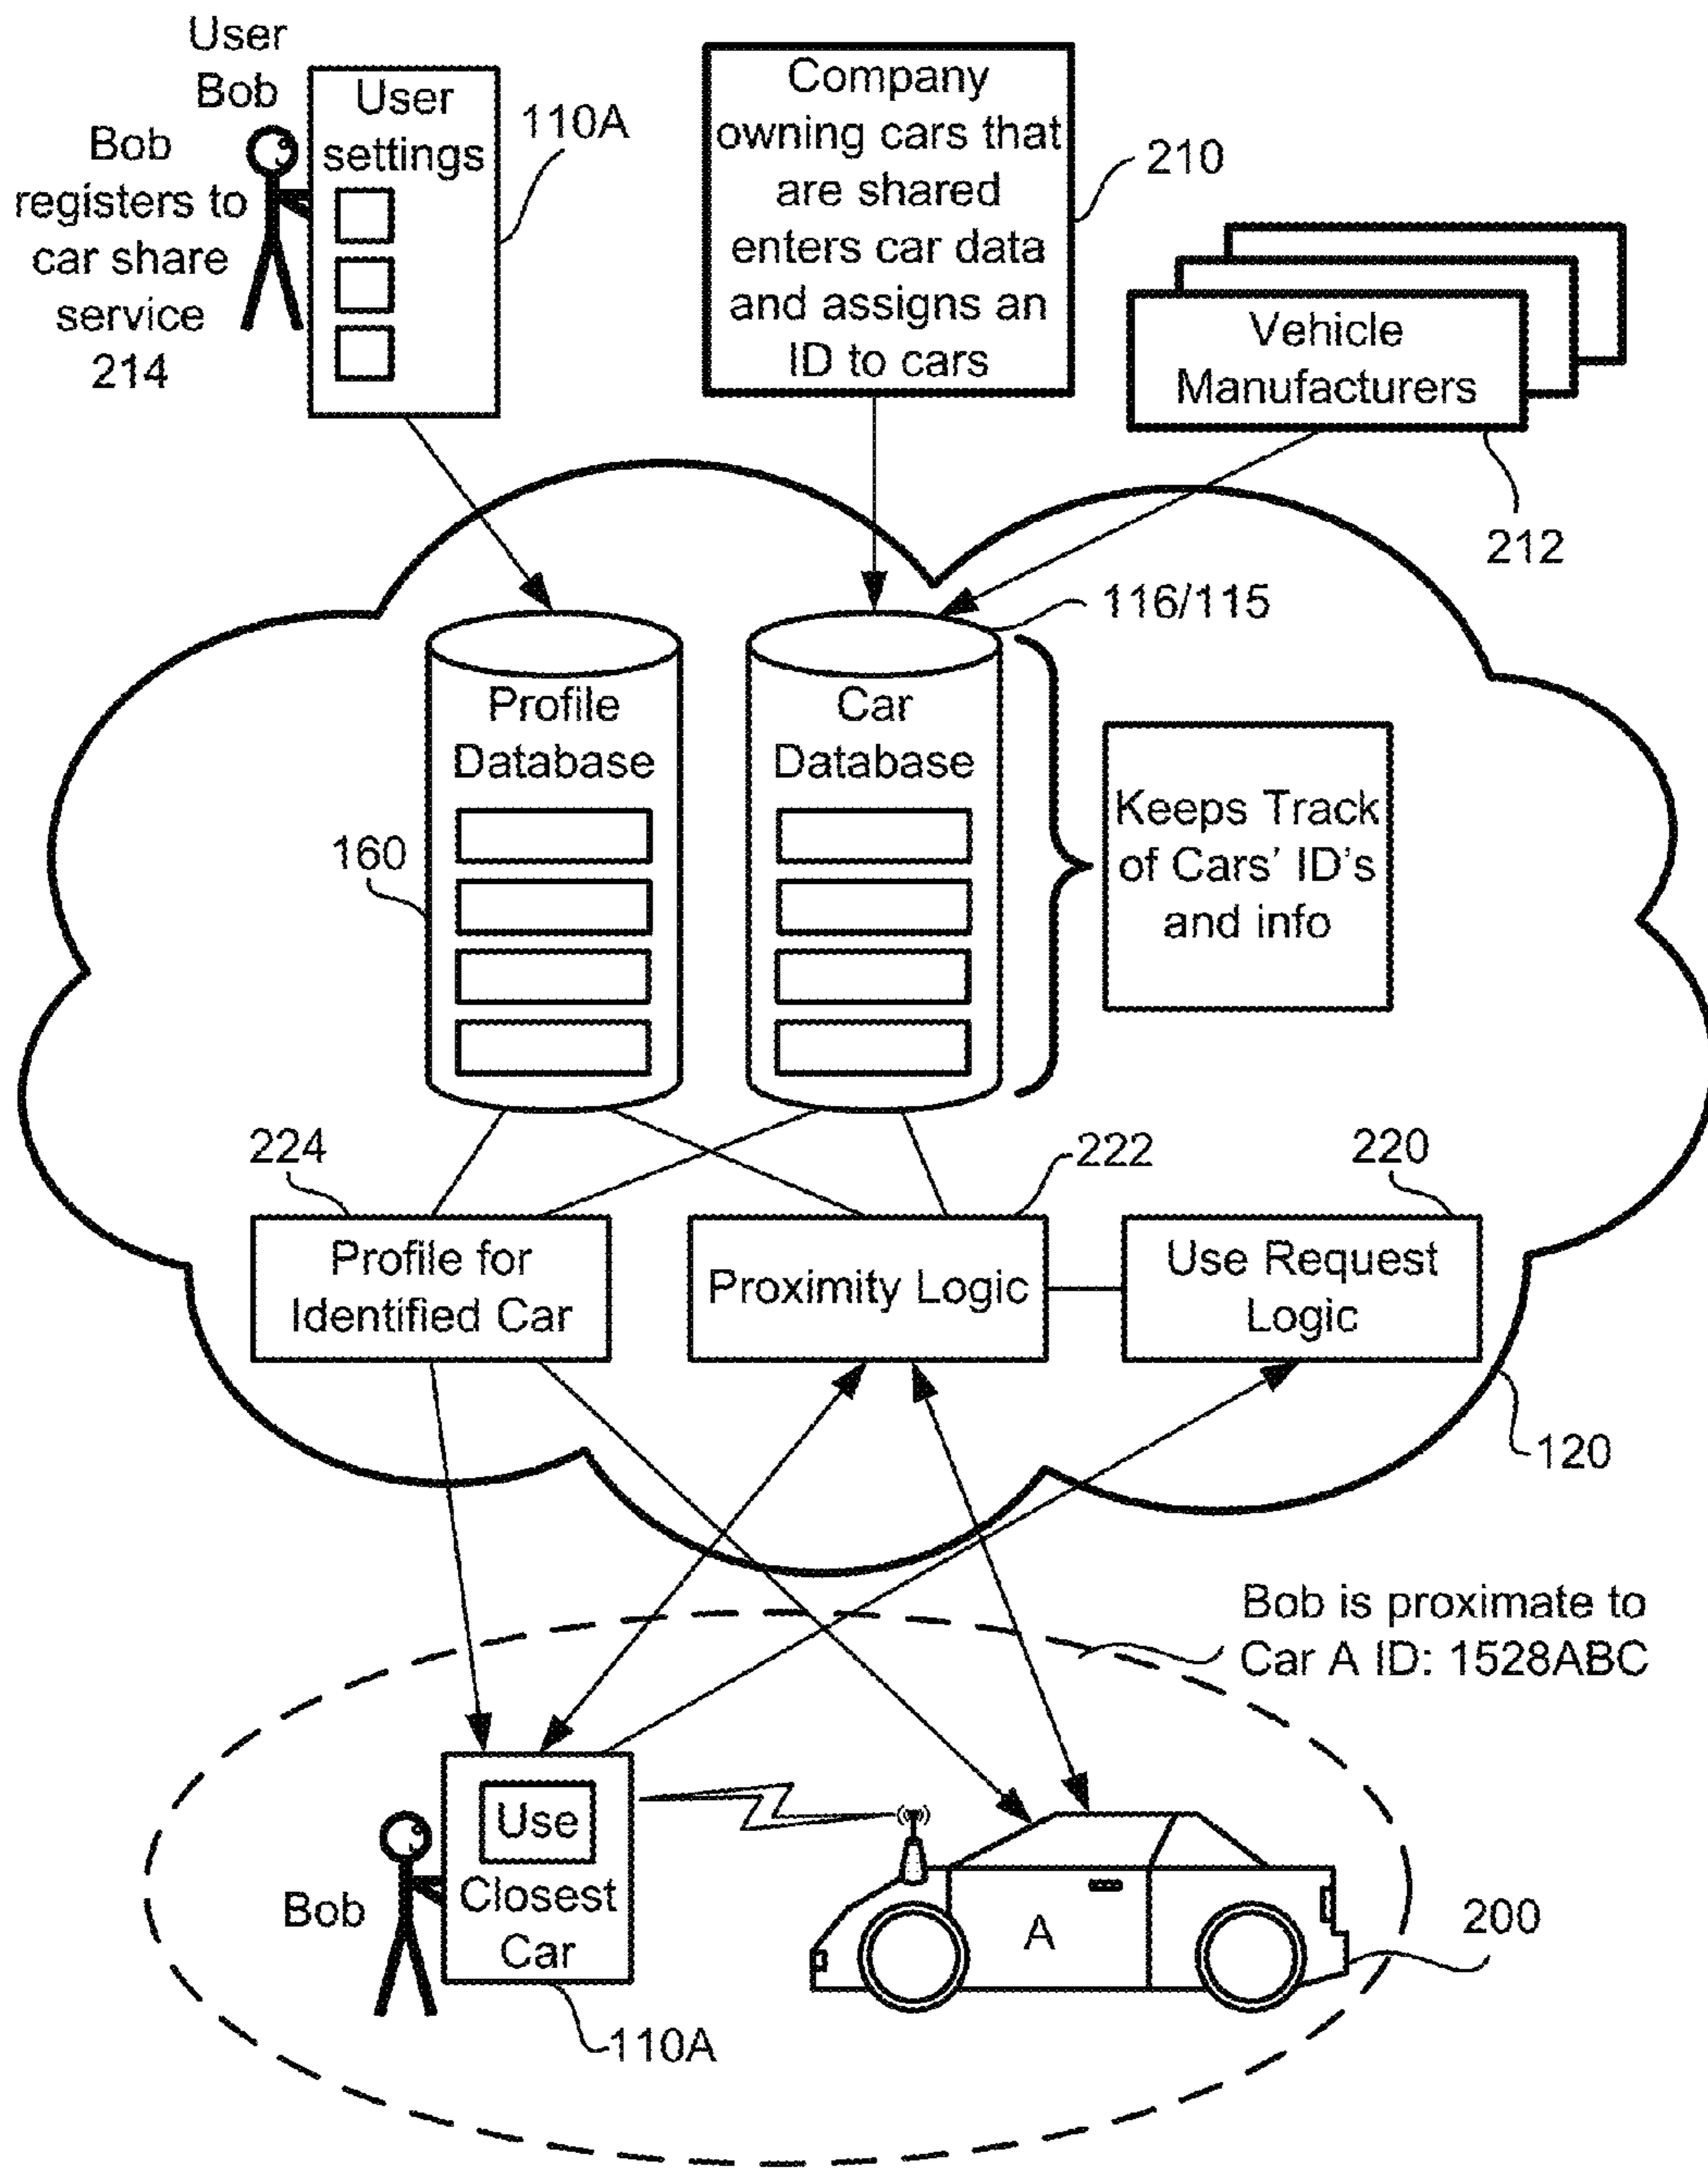 User
Bob
Bob
registers to
car share
service
214
User
settings
110A
Company
owning cars that
are shared
enters car data
and assigns an
ID to cars
210
Vehicle
Manufacturers
212
116/115
Profile
Database
Car
Database
160
Keeps Track
of Cars' ID's
and info
224
222
220
Profile for
Identified Car
Proximity Logic
Use Request
Logic
120
Bob is proximate to
Car A ID: 1528ABC
Use
Closest
Car
Bob
A
200
110A